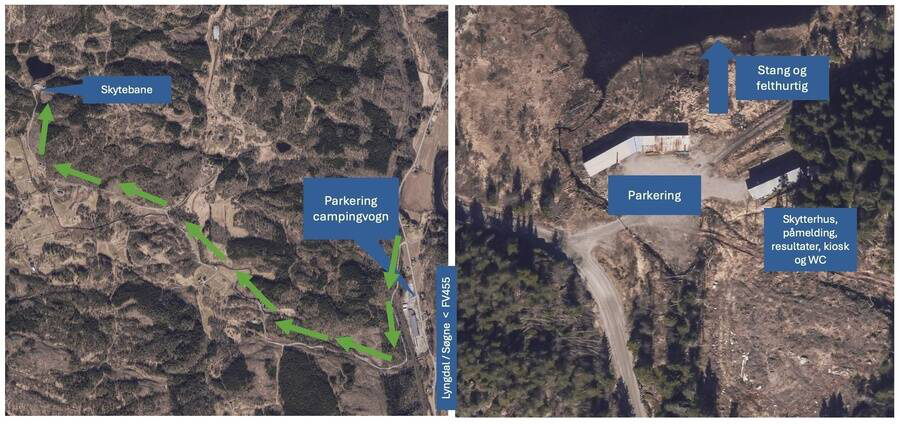 Skytebane
Parkering
campingvogn
Lyngdal / Søgne < FV455
Stang og
felthurtig
Parkering
Skytterhus,
påmelding,
resultater, kiosk
og WC